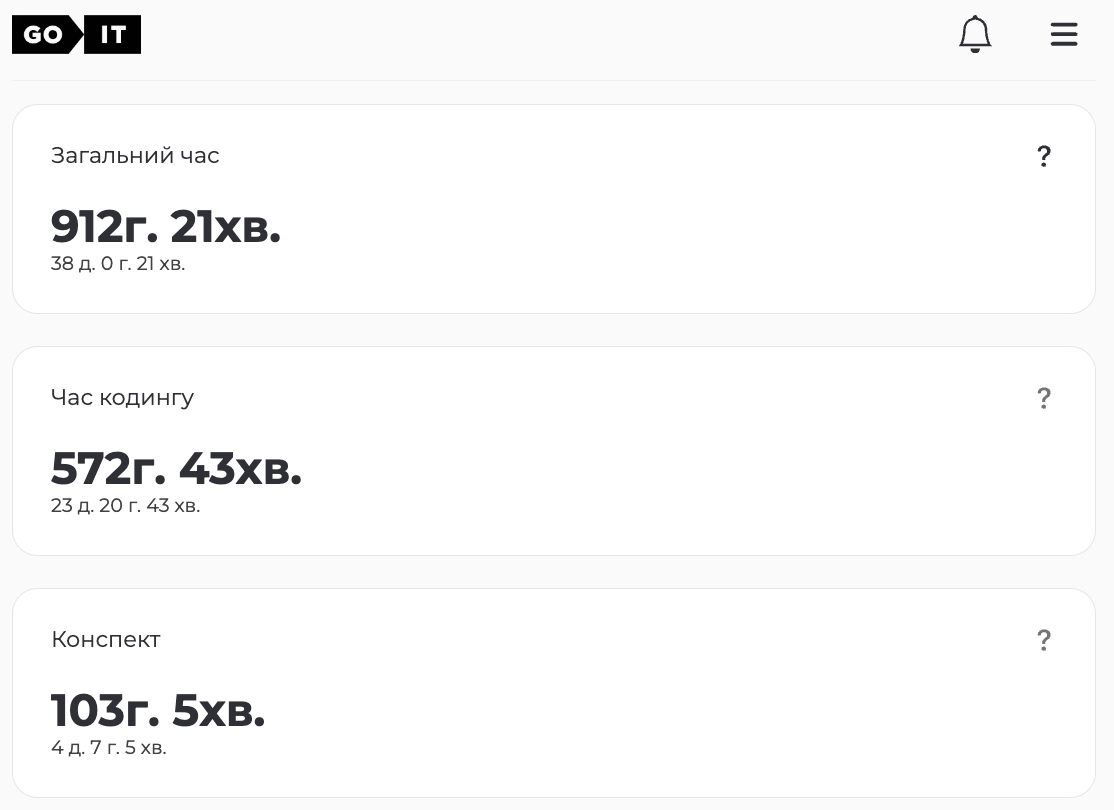 GO IT
Загальний час
?
912г. 21хв.
38 д. 0 г. 21 хв.
Час кодингу
?
572г. 43хв.
23 д. 20 г. 43 хв.
Конспект
?
103г. 5хв.
4 д. 7 г. 5 хв.